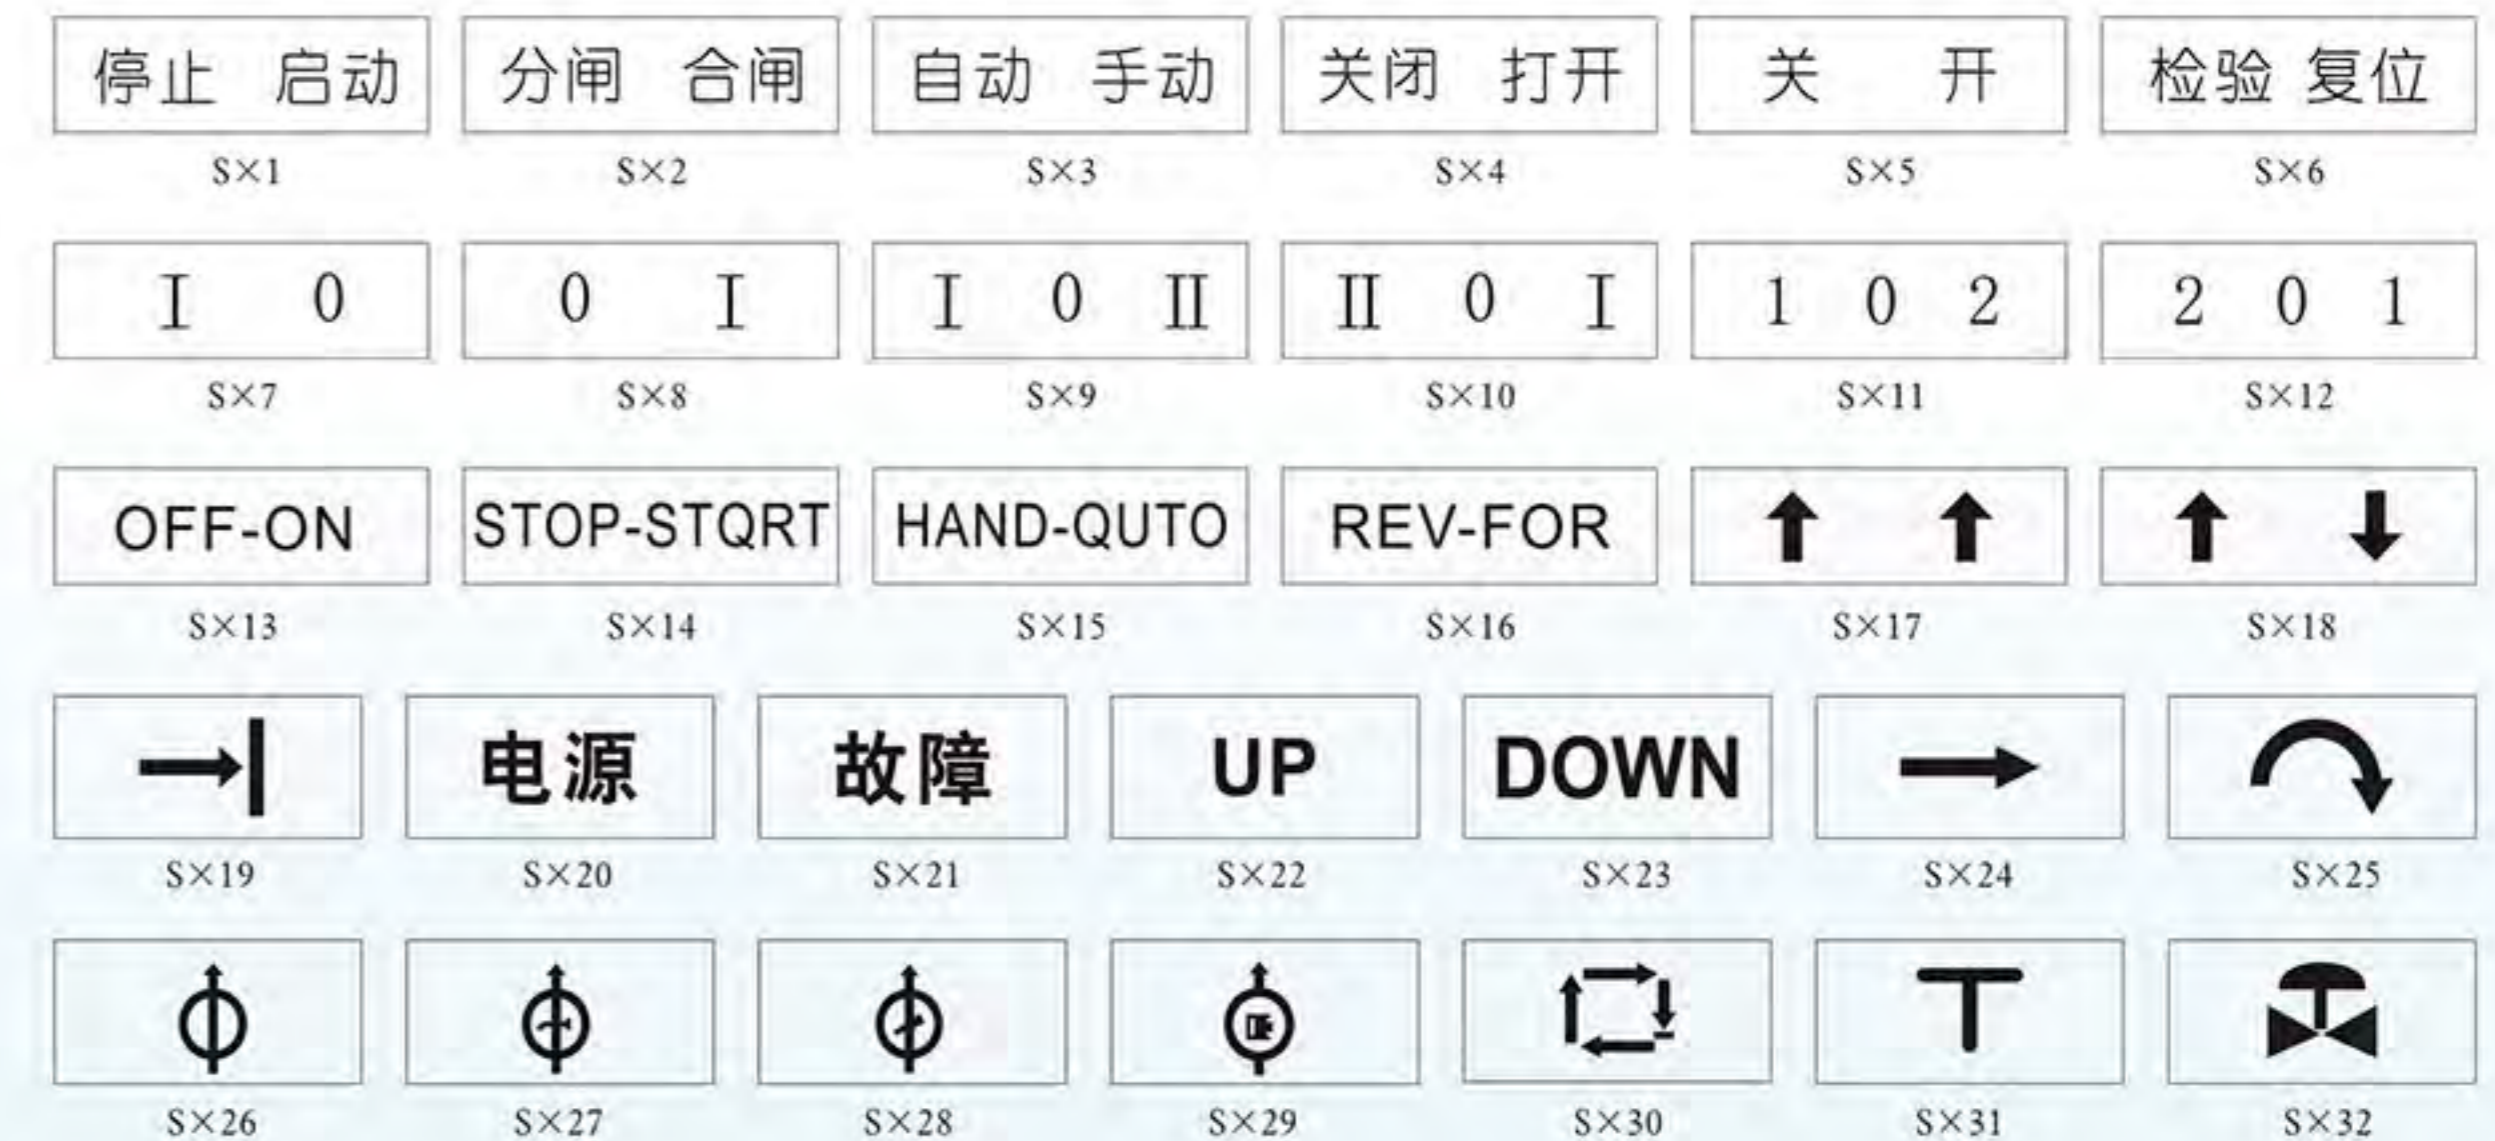 停止 启动 分闸 合闸 自动 手动 关闭 打开 关 开 检验 复位
S×1 S×2 S×3 S×4 S×5 S×6
I 0 0 I I 0 II II 0 I 1 0 2 2 0 1
S×7 S×8 S×9 S×10 S×11 S×12
OFF-ON STOP-STQRT HAND-QUTO REV-FOR
S×13 S×14 S×15 S×16 S×17 S×18
电源 故障 UP DOWN
S×19 S×20 S×21 S×22 S×23 S×24 S×25
T
S×26 S×27 S×28 S×29 S×30 S×31 S×32